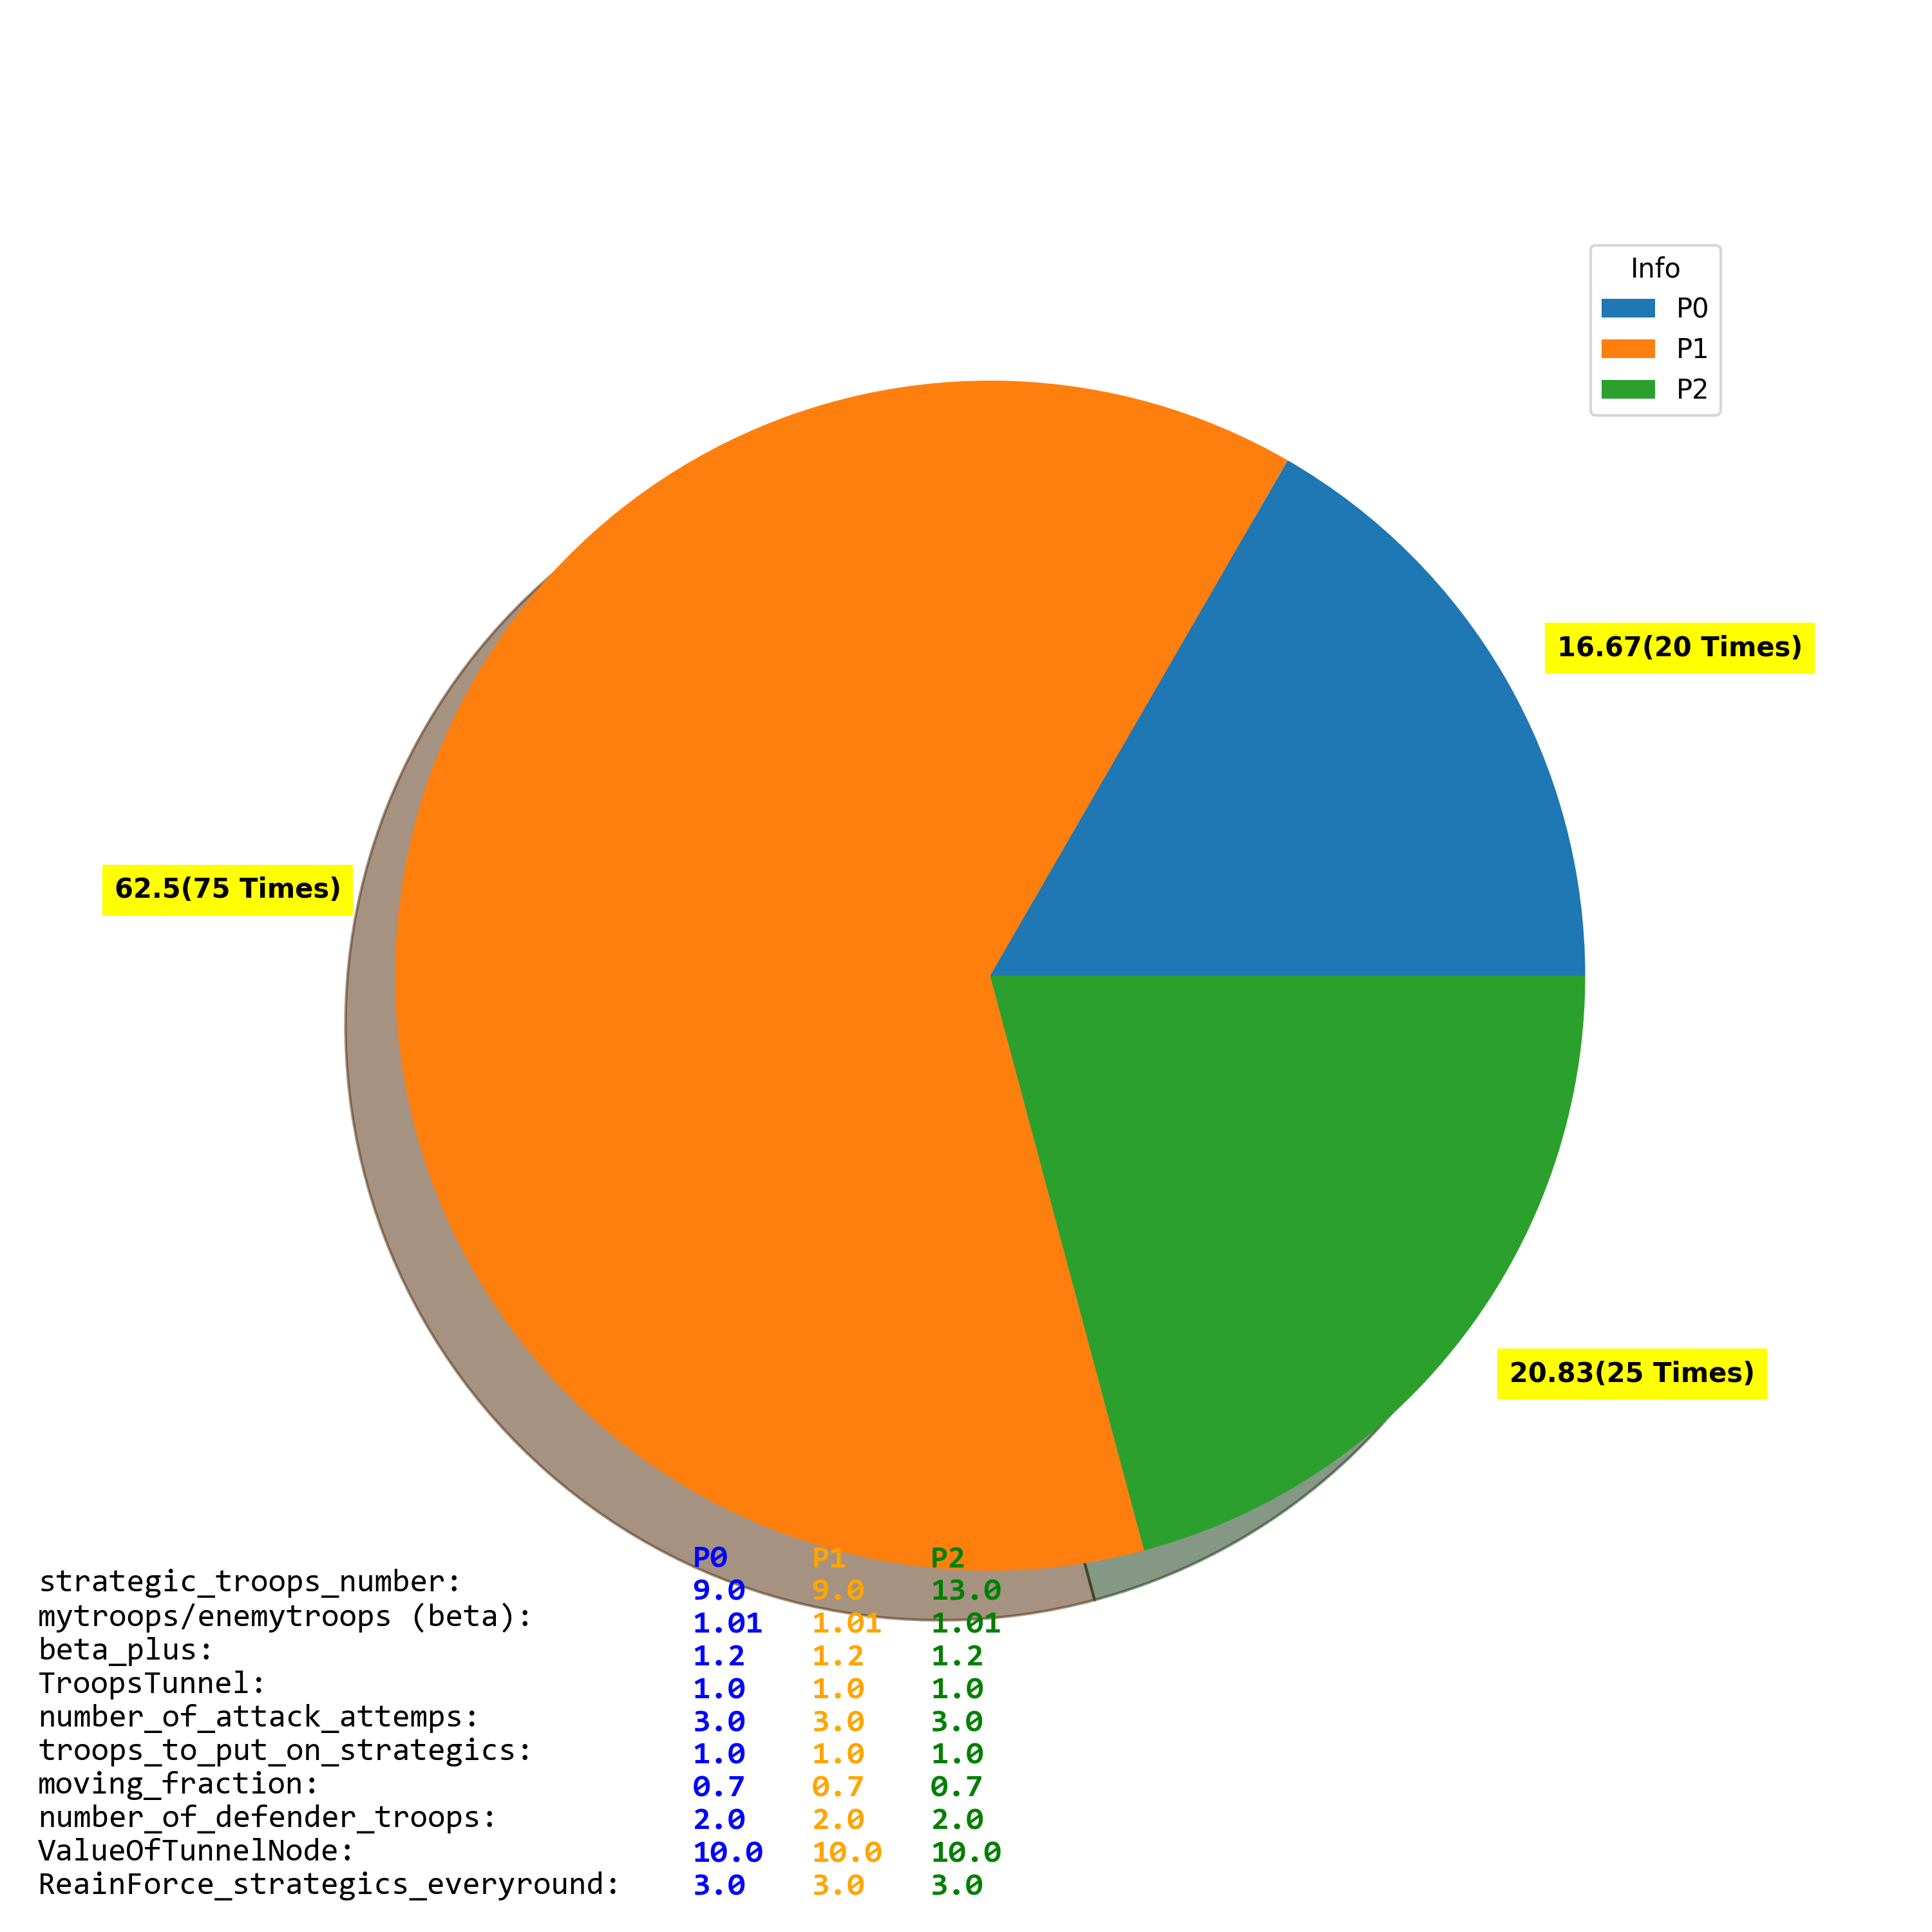 Info
P0
P1
P2
16.67(20 Times)
62.5(75 Times)
20.83(25 Times)
P0 P1 P2
strategic_troops_number: 9.0 9.0 13.0
mytroops/enemytroops (beta): 1.01 1.01 1.01
beta_plus: 1.2 1.2 1.2
TroopsTunnel: 1.0 1.0 1.0
number_of_attack_attemps: 3.0 3.0 3.0
troops_to_put_on_strategics: 1.0 1.0 1.0
moving_fraction: 0.7 0.7 0.7
number_of_defender_troops: 2.0 2.0 2.0
ValueOfTunnelNode: 10.0 10.0 10.0
ReainForce_strategics_everyround: 3.0 3.0 3.0